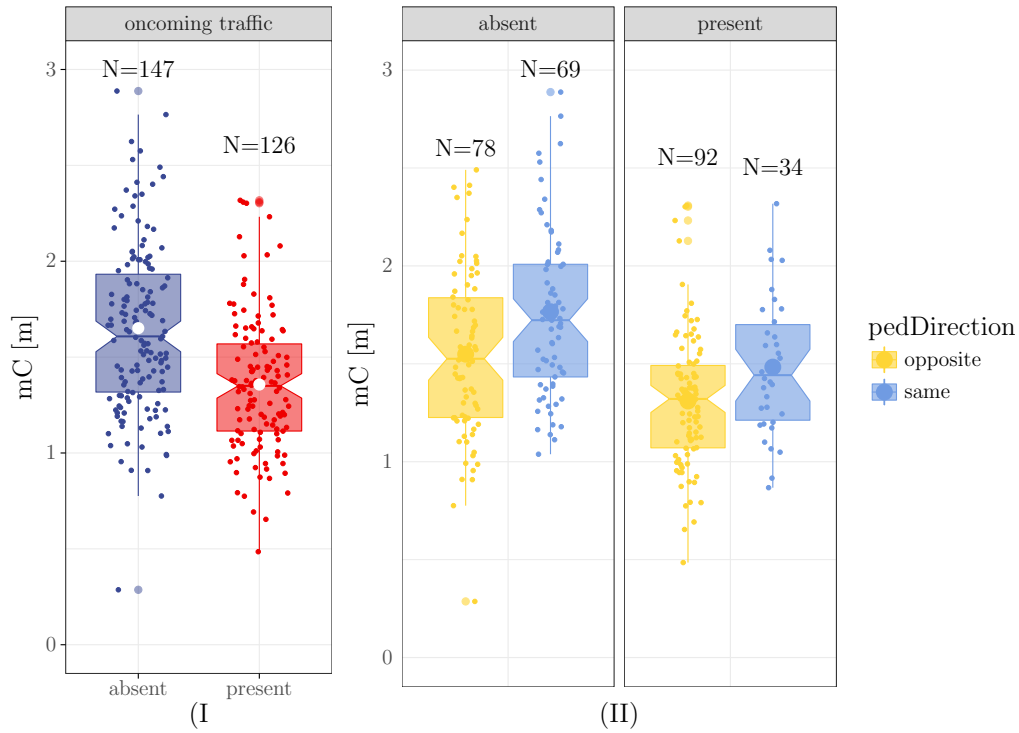 oncoming traffic
absent
present
N=147
N=69
N=126
N=78
N=92
N=34
mC [m]
3
2
1
0
mC [m]
3
2
1
0
pedDirection
opposite
same
absent
present
(I
(II)